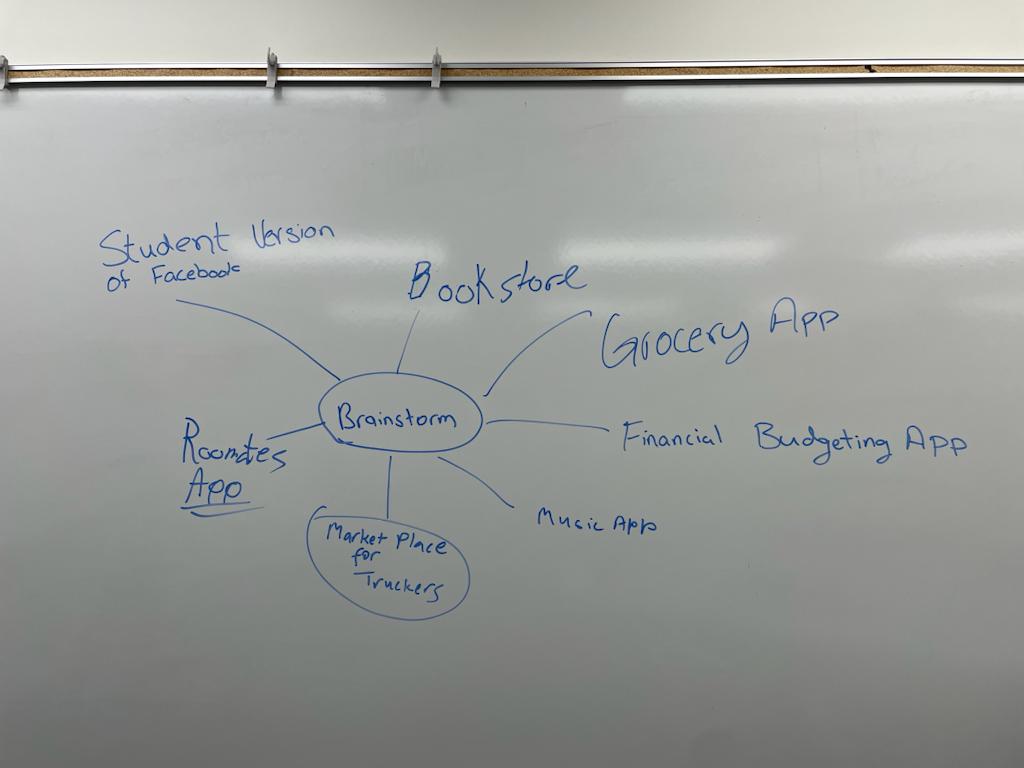 Student Version
of Facebook
Bookstore
Grocery App
Brainstorm
Financial Budgeting App
Roomates
App
Music App
Market Place
for
Truckers